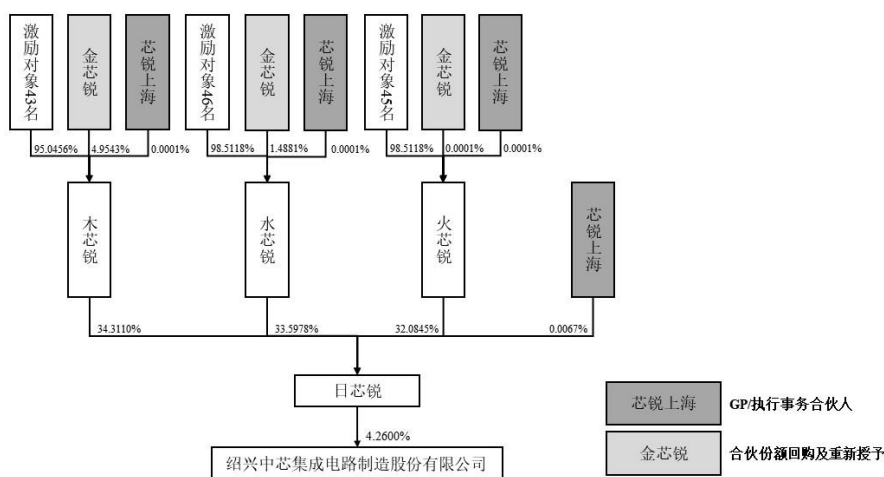 激励对象43名
金芯锐
芯锐上海
激励对象46名
金芯锐
芯锐上海
激励对象45名
金芯锐
芯锐上海
95.0456%
4.9543%
0.0001%
98.5118%
1.4881%
0.0001%
98.5118%
0.0001%
0.0001%
木芯锐
水芯锐
火芯锐
芯锐上海
34.3110%
33.5978%
32.0845%
0.0067%
日芯锐
4.2600%
绍兴中芯集成电路制造股份有限公司
芯锐上海
GP/执行事务合伙人
金芯锐
合伙份额回购及重新授予